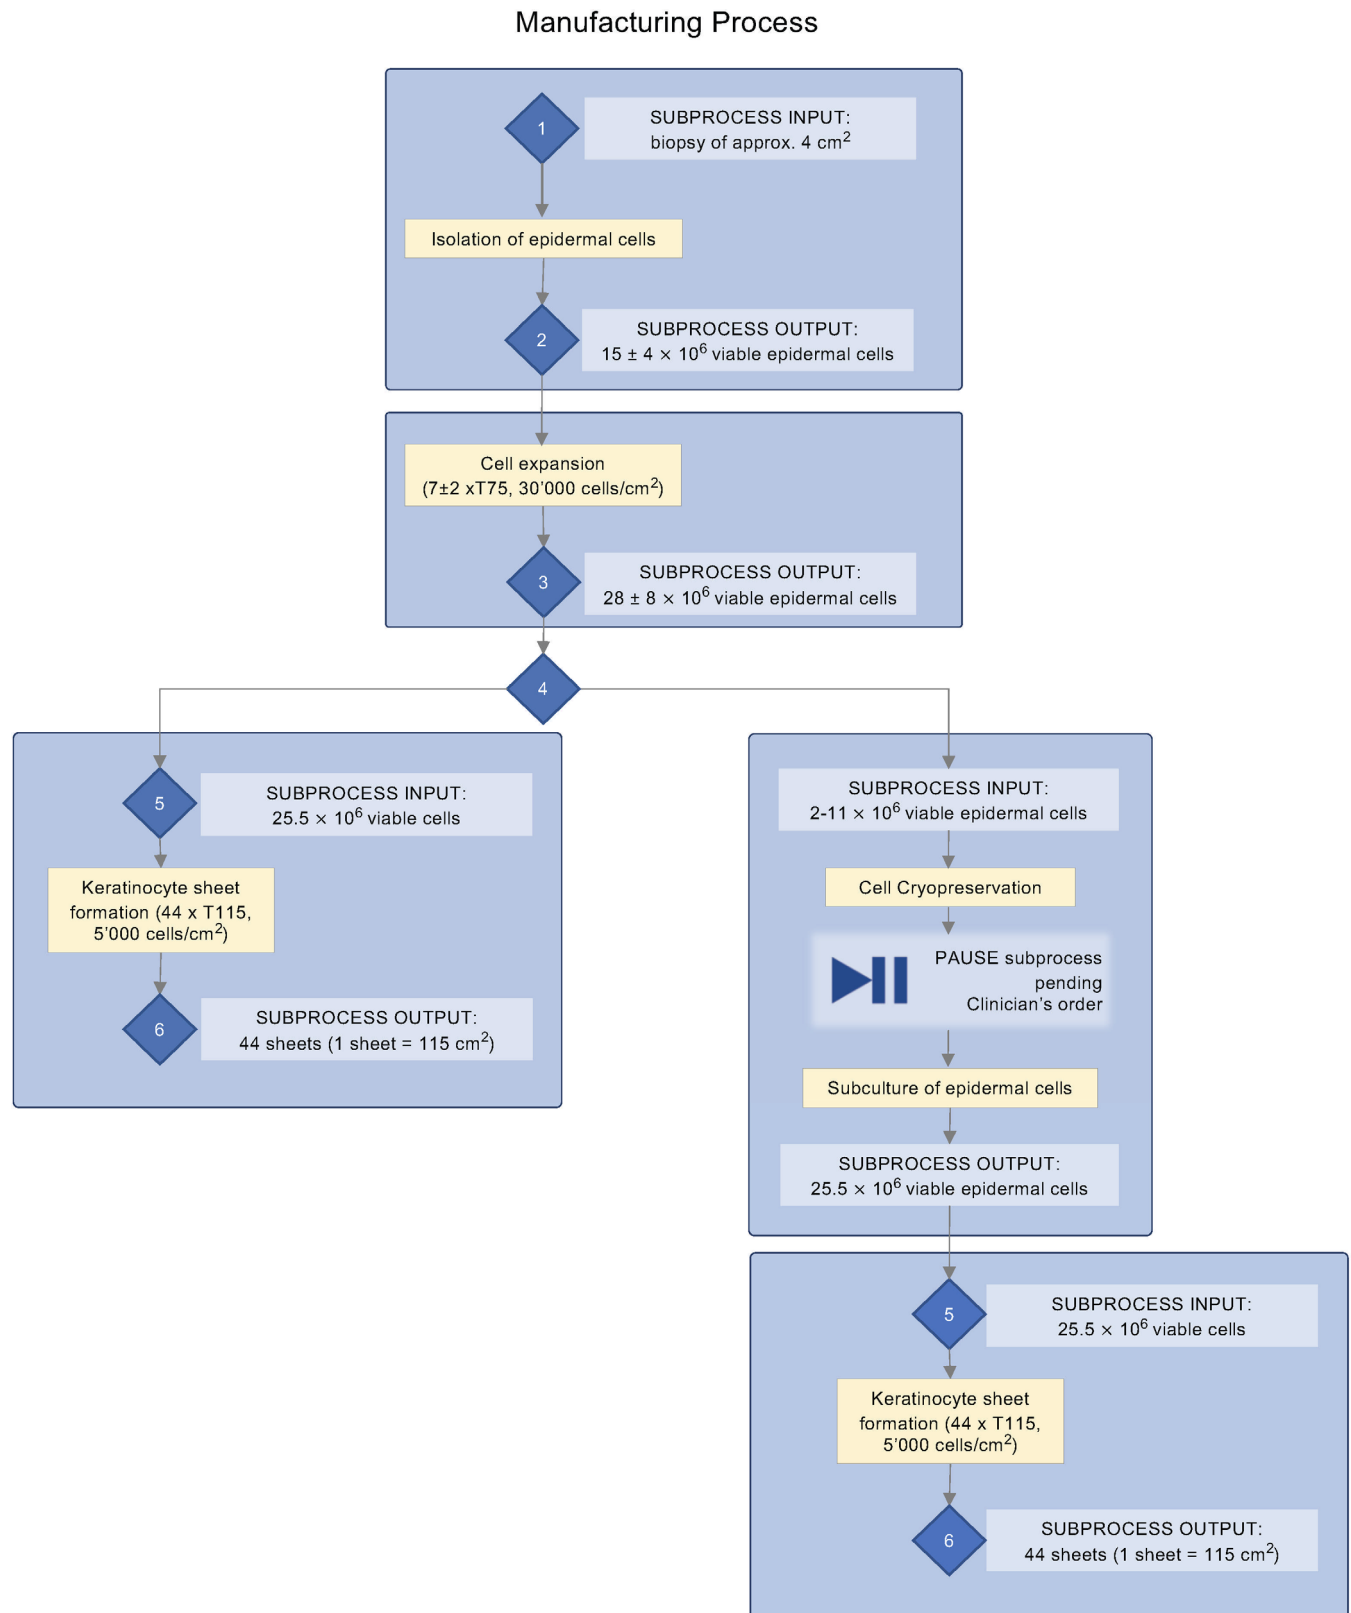 Manufacturing Process
1
SUBPROCESS INPUT:
biopsy of approx. 4 cm²
Isolation of epidermal cells
2
SUBPROCESS OUTPUT:
15 ± 4 × 10⁶ viable epidermal cells
Cell expansion
(7±2 xT75, 30’000 cells/cm²)
3
SUBPROCESS OUTPUT:
28 ± 8 × 10⁶ viable epidermal cells
4
5
SUBPROCESS INPUT:
25.5 × 10⁶ viable cells
Keratinocyte sheet
formation (44 x T115,
5’000 cells/cm²)
6
SUBPROCESS OUTPUT:
44 sheets (1 sheet = 115 cm²)
SUBPROCESS INPUT:
2-11 × 10⁶ viable epidermal cells
Cell Cryopreservation
PAUSE subprocess
pending
Clinician’s order
Subculture of epidermal cells
SUBPROCESS OUTPUT:
25.5 × 10⁶ viable epidermal cells
5
SUBPROCESS INPUT:
25.5 × 10⁶ viable cells
Keratinocyte sheet
formation (44 x T115,
5’000 cells/cm²)
6
SUBPROCESS OUTPUT:
44 sheets (1 sheet = 115 cm²)